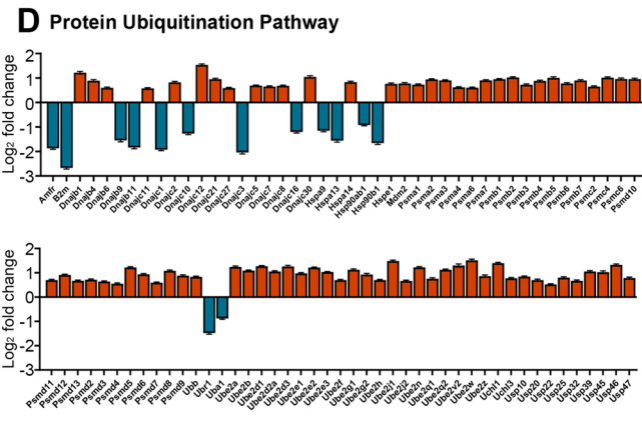 D Protein Ubiquitination Pathway
Log₂ fold change
2
1
0
-1
-2
-3
Amfr B2m Dnajb1 Dnajb4 Dnajb6 Dnajb9 Dnajb11 Dnajc11 Dnajc1 Dnajc2 Dnajc10 Dnajc12 Dnajc21 Dnajc27 Dnajc3 Dnajc5 Dnajc7 Dnajc8 Dnajc16 Dnajc30 Hspa9 Hspa13 Hspa14 Hsp90ab1 Hsp90b1 Hspe1 Mdm2 Psma1 Psma2 Psma3 Psma4 Psma6 Psma7 Psmb1 Psmb2 Psmb3 Psmb4 Psmb5 Psmb6 Psmb7 Psmc2 Psmc4 Psmc6 Psmd10
Log₂ fold change
2
1
0
-1
-2
-3
Psmd11 Psmd12 Psmd13 Psmd2 Psmd3 Psmd4 Psmd5 Psmd6 Psmd7 Psmd8 Psmd9 Ubb Ubr1 Uba1 Ube2a Ube2b Ube2d1 Ube2d2a Ube2d3 Ube2e1 Ube2e2 Ube2e3 Ube2f Ube2g1 Ube2g2 Ube2h Ube2j1 Ube2j2 Ube2n Ube2q1 Ube2q2 Ube2v2 Ube2w Ube2z Uchl1 Uchl3 Usp10 Usp20 Usp22 Usp25 Usp32 Usp39 Usp45 Usp46 Usp47